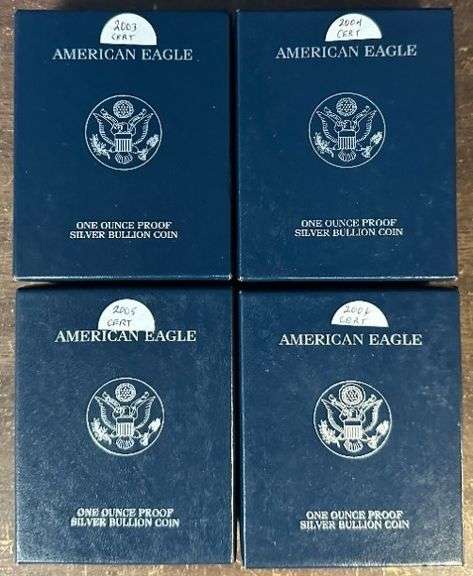 2003
CERT
AMERICAN EAGLE
ONE OUNCE PROOF
SILVER BULLION COIN
2004
CERT
AMERICAN EAGLE
ONE OUNCE PROOF
SILVER BULLION COIN
2005
CERT
AMERICAN EAGLE
ONE OUNCE PROOF
SILVER BULLION COIN
2006
CERT
AMERICAN EAGLE
ONE OUNCE PROOF
SILVER BULLION COIN